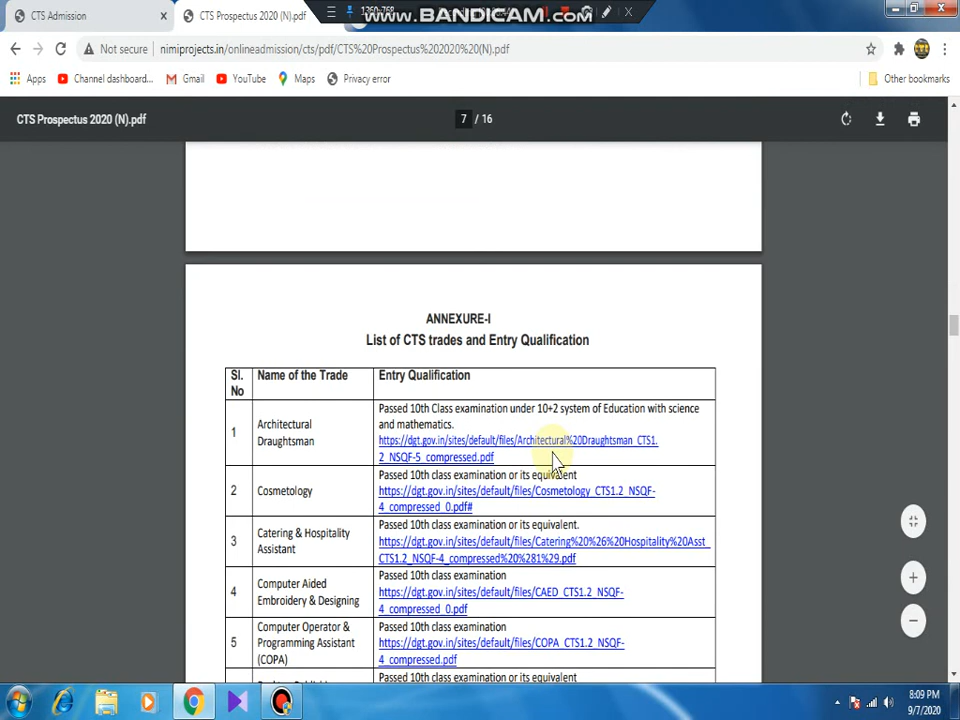 CTS Admission
CTS Prospectus 2020 (N).pdf
www.BANDICAM.com
Not secure
nimiprojects.in/onlineadmission/cts/pdf/CTS%20Prospectus%202020%20(N).pdf
Apps
Channel dashboard...
Gmail
YouTube
Maps
Privacy error
Other bookmarks
CTS Prospectus 2020 (N).pdf
7 / 16
ANNEXURE-I
List of CTS trades and Entry Qualification
Sl. No
Name of the Trade
Entry Qualification
1
Architectural
Draughtsman
Passed 10th Class examination under 10+2 system of Education with science
and mathematics.
https://dgt.gov.in/sites/default/files/Architectural%20Draughtsman_CTS1.
2_NSQF-5_compressed.pdf
2
Cosmetology
Passed 10th class examination or its equivalent
https://dgt.gov.in/sites/default/files/Cosmetology_CTS1.2_NSQF-
4_compressed_0.pdf#
3
Catering & Hospitality
Assistant
Passed 10th class examination or its equivalent.
https://dgt.gov.in/sites/default/files/Catering%20%26%20Hospitality%20Asst_
CTS1.2_NSQF-4_compressed%20%281%29.pdf
4
Computer Aided
Embroidery & Designing
Passed 10th class examination
https://dgt.gov.in/sites/default/files/CAED_CTS1.2_NSQF-
4_compressed_0.pdf
5
Computer Operator &
Programming Assistant
(COPA)
Passed 10th class examination
https://dgt.gov.in/sites/default/files/COPA_CTS1.2_NSQF-
4_compressed.pdf
Passed 10th class examination or its equivalent
8:09 PM
9/7/2020